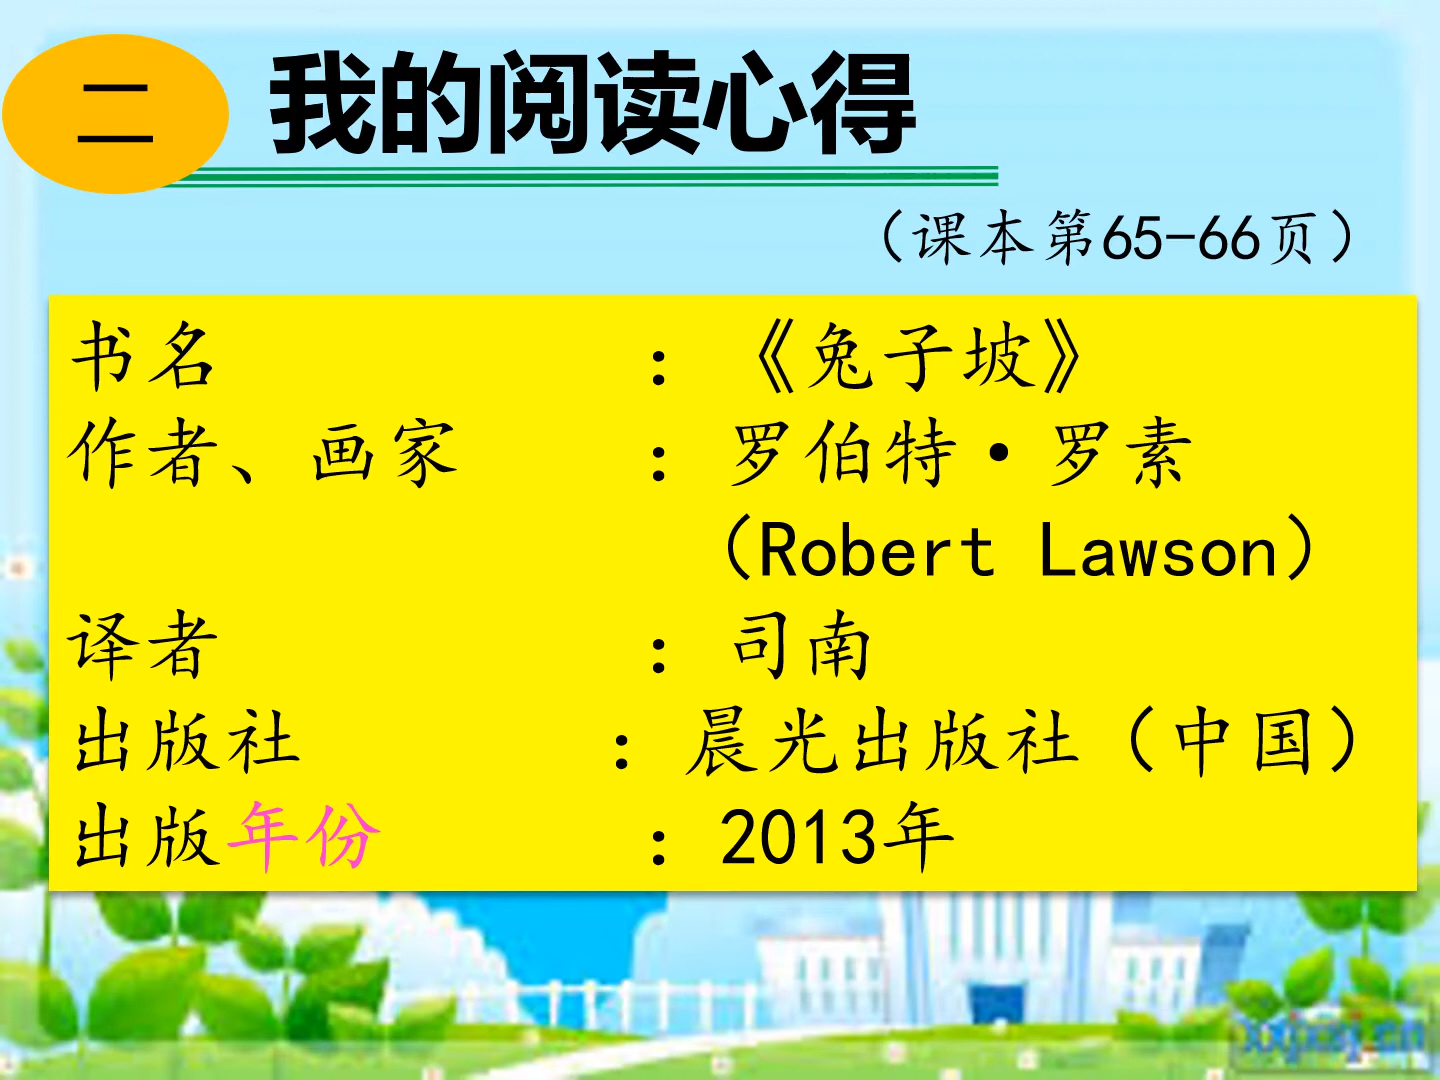 二 我的阅读心得
（课本第65-66页）
书名 ：《兔子坡》
作者、画家 ：罗伯特·罗素
（Robert Lawson）
译者 ：司南
出版社 ：晨光出版社（中国）
出版年份 ：2013年